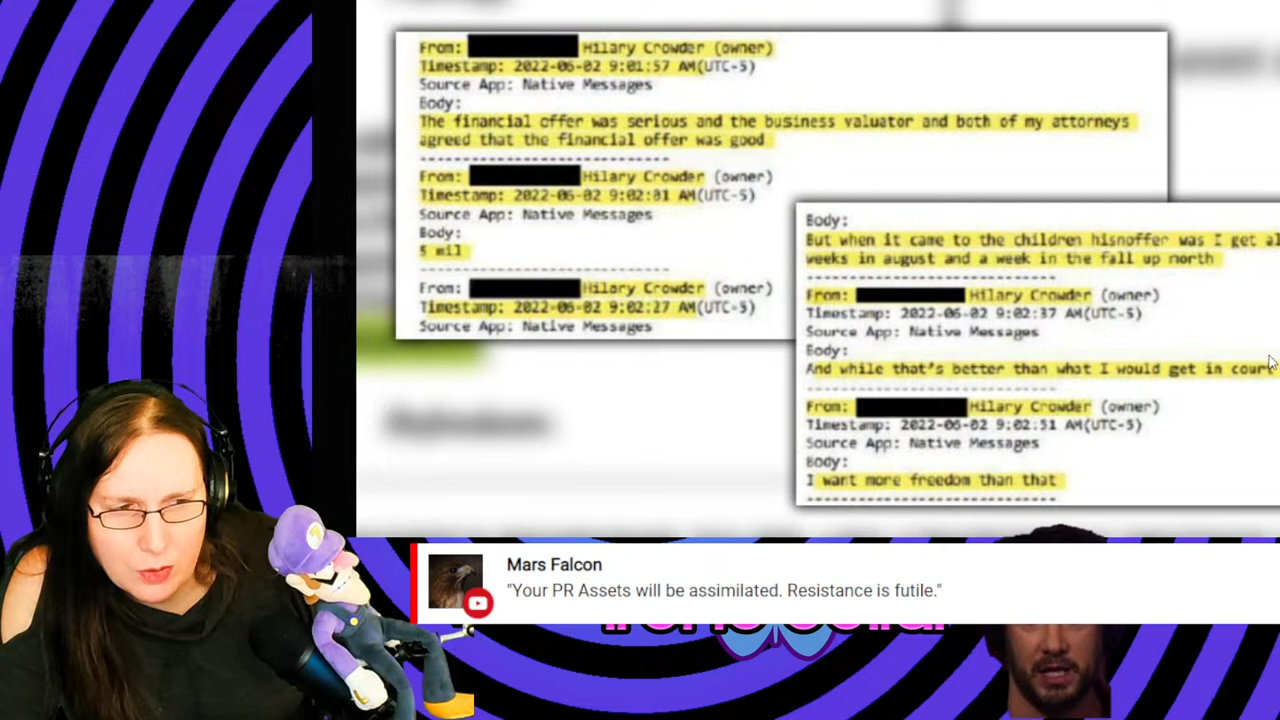 From: Hilary Crowder (owner)
Timestamp: 2022-06-02 9:01:57 AM(UTC-5)
Source App: Native Messages
Body:
The financial offer was serious and the business valuator and both of my attorneys
agreed that the financial offer was good
------------------------------
From: Hilary Crowder (owner)
Timestamp: 2022-06-02 9:02:01 AM(UTC-5)
Source App: Native Messages
Body:
5 mil
------------------------------
From: Hilary Crowder (owner)
Timestamp: 2022-06-02 9:02:27 AM(UTC-5)
Source App: Native Messages
Body:
But when it came to the children hisnoffer was I get
weeks in august and a week in the fall up north
------------------------------
From: Hilary Crowder (owner)
Timestamp: 2022-06-02 9:02:37 AM(UTC-5)
Source App: Native Messages
Body:
And while that's better than what I would get in
------------------------------
From: Hilary Crowder (owner)
Timestamp: 2022-06-02 9:02:51 AM(UTC-5)
Source App: Native Messages
Body:
I want more freedom than that
------------------------------
Mars Falcon
"Your PR Assets will be assimilated. Resistance is futile."